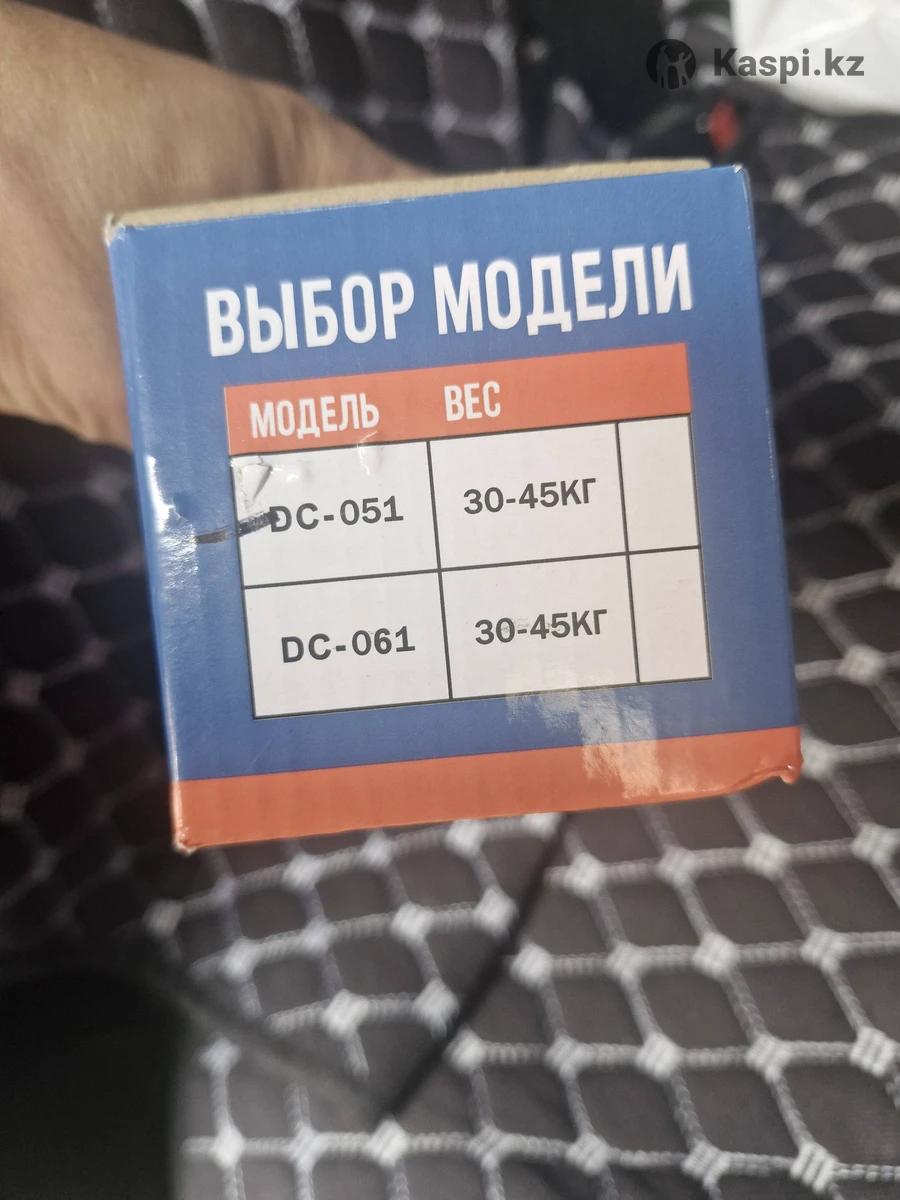 Kaspi.kz
ВЫБОР МОДЕЛИ
МОДЕЛЬ ВЕС
DC-051 30-45КГ
DC-061 30-45КГ